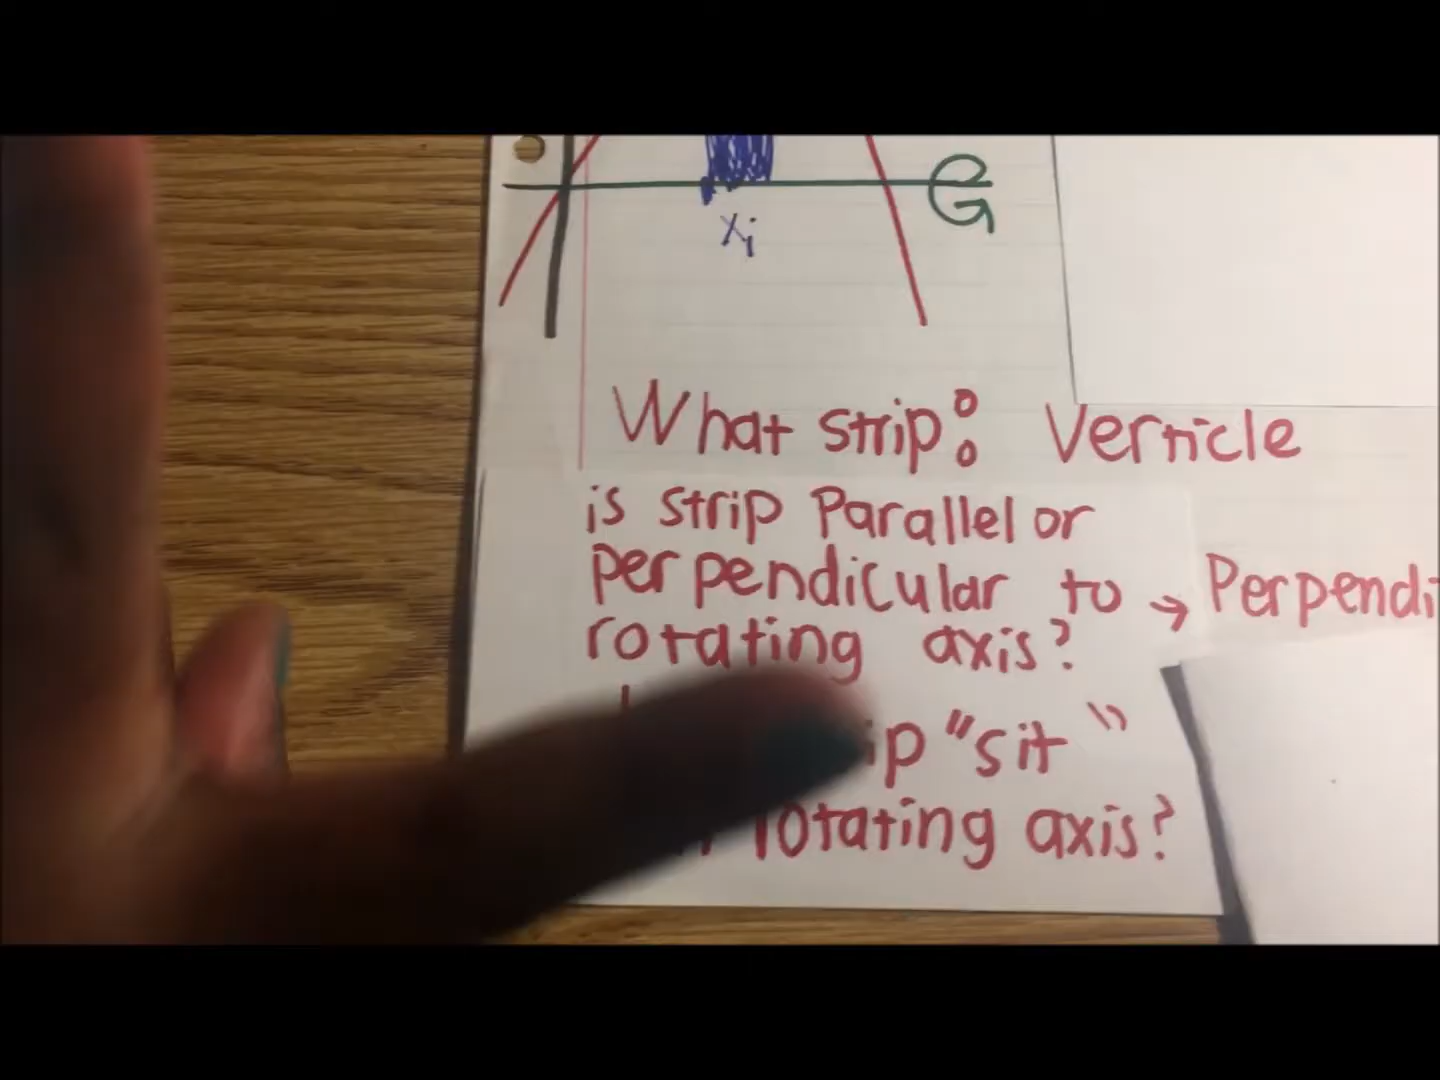 xi
What strip: Verticle
is strip Parallel or
perpendicular to → Perpendi
rotating axis?
"sit"
rotating axis?